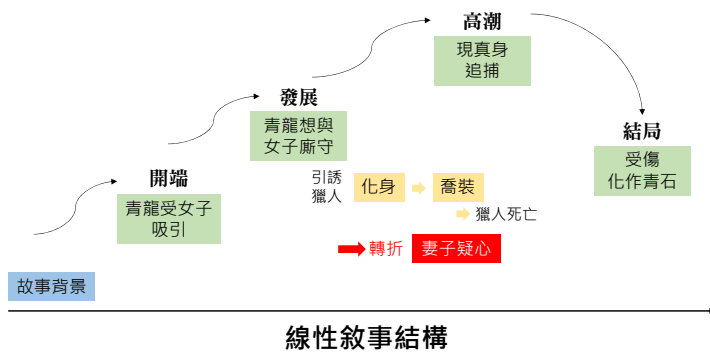 高潮
現真身
追捕
發展
青龍想與
女子廝守
結局
受傷
化作青石
開端
青龍受女子
吸引
引誘
獵人
化身
喬裝
獵人死亡
轉折
妻子疑心
故事背景
線性敘事結構